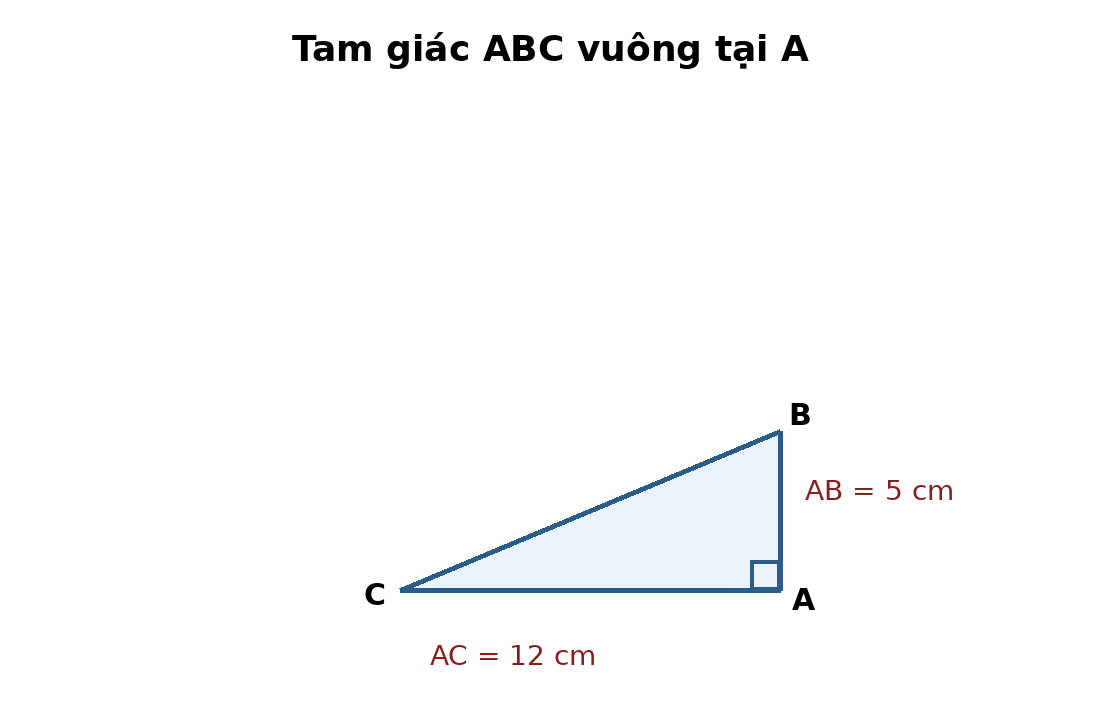 Tam giác ABC vuông tại A
B
AB = 5 cm
C
A
AC = 12 cm